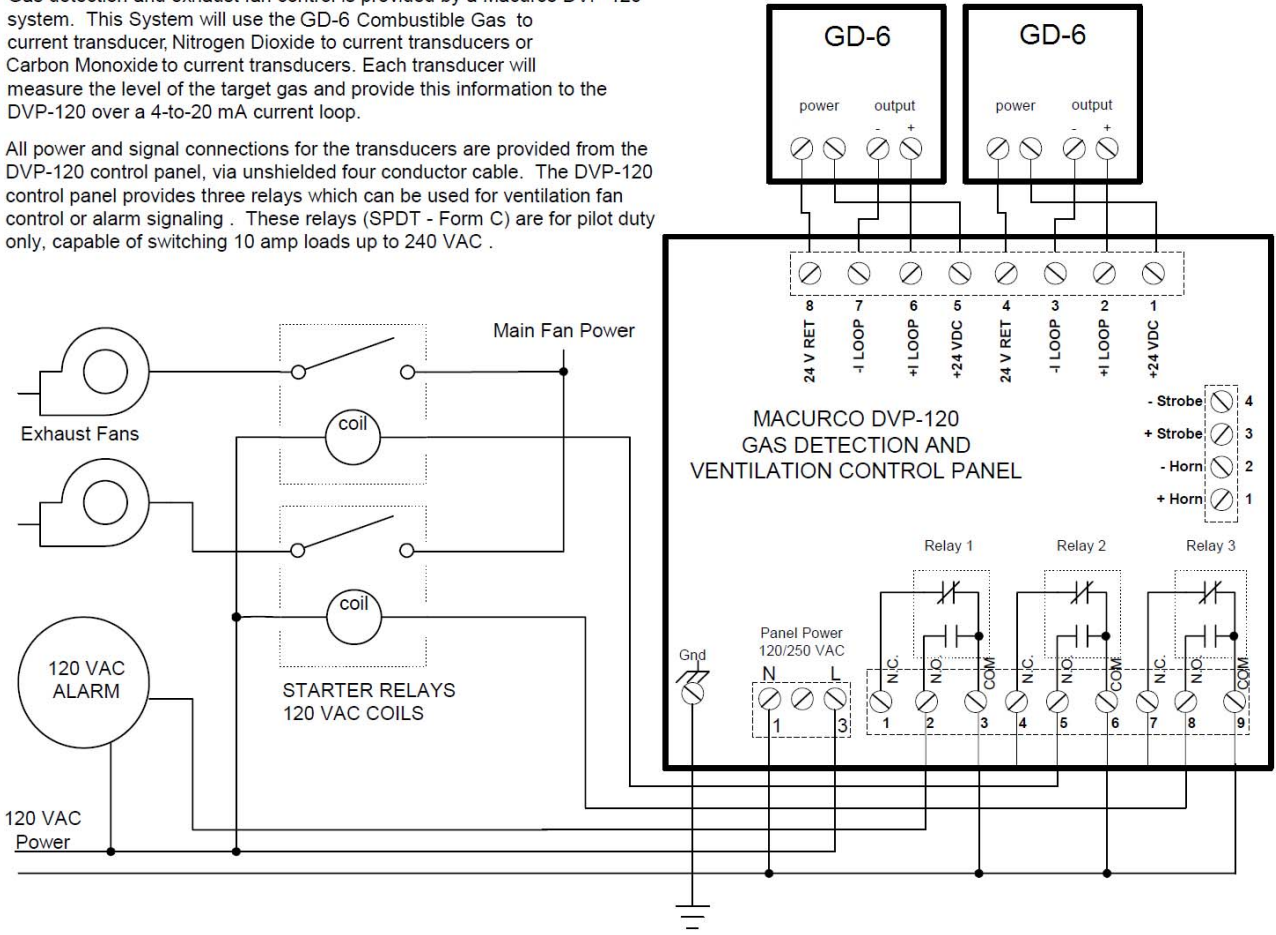 Gas detection and exhaust fan control is provided by a Macurco DVP-120
system. This System will use the GD-6 Combustible Gas to
current transducer, Nitrogen Dioxide to current transducers or
Carbon Monoxide to current transducers. Each transducer will
measure the level of the target gas and provide this information to the
DVP-120 over a 4-to-20 mA current loop.
All power and signal connections for the transducers are provided from the
DVP-120 control panel, via unshielded four conductor cable. The DVP-120
control panel provides three relays which can be used for ventilation fan
control or alarm signaling . These relays (SPDT - Form C) are for pilot duty
only, capable of switching 10 amp loads up to 240 VAC .
GD-6
power output
- +
GD-6
power output
- +
8 7 6 5 4 3 2 1
24 V RET
-I LOOP
+I LOOP
+24 VDC
24 V RET
-I LOOP
+I LOOP
+24 VDC
Main Fan Power
Exhaust Fans
coil
coil
STARTER RELAYS
120 VAC COILS
120 VAC
ALARM
120 VAC
Power
MACURCO DVP-120
GAS DETECTION AND
VENTILATION CONTROL PANEL
- Strobe 4
+ Strobe 3
- Horn 2
+ Horn 1
Relay 1 Relay 2 Relay 3
Gnd
Panel Power
120/250 VAC
N L
1 3
N.C. N.O. COM N.C. N.O. COM N.C. N.O. COM
1 2 3 4 5 6 7 8 9